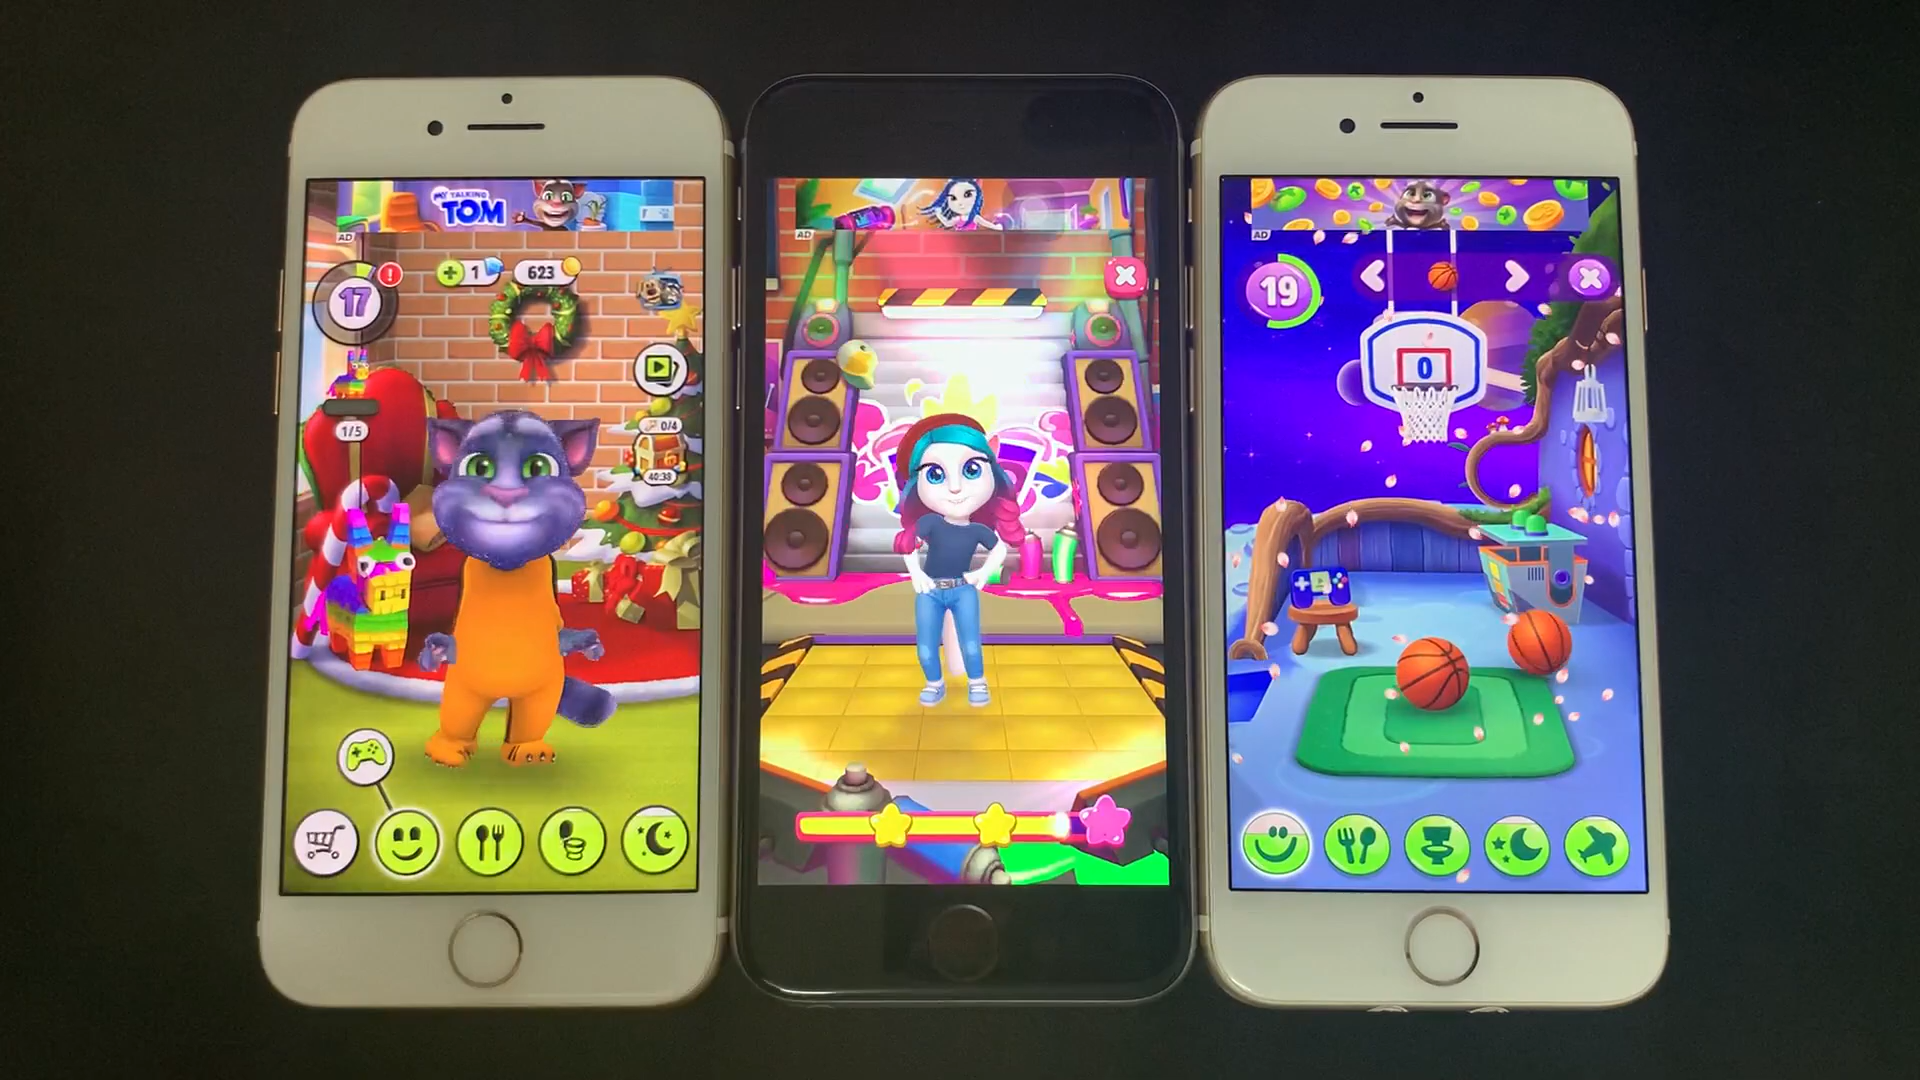 MY TALKING
TOM
AD
17
!
1
623
1/5
0/4
40:38
AD
AD
19
0